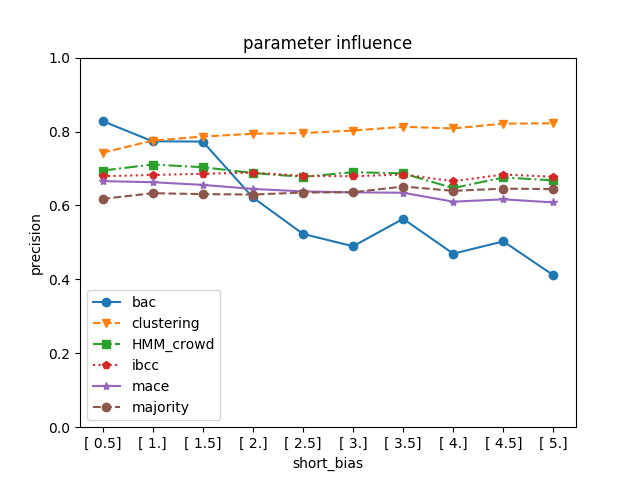 parameter influence
precision
1.0
0.8
0.6
0.4
0.2
0.0
bac
clustering
HMM_crowd
ibcc
mace
majority
[ 0.5] [ 1.] [ 1.5] [ 2.] [ 2.5] [ 3.] [ 3.5] [ 4.] [ 4.5] [ 5.]
short_bias